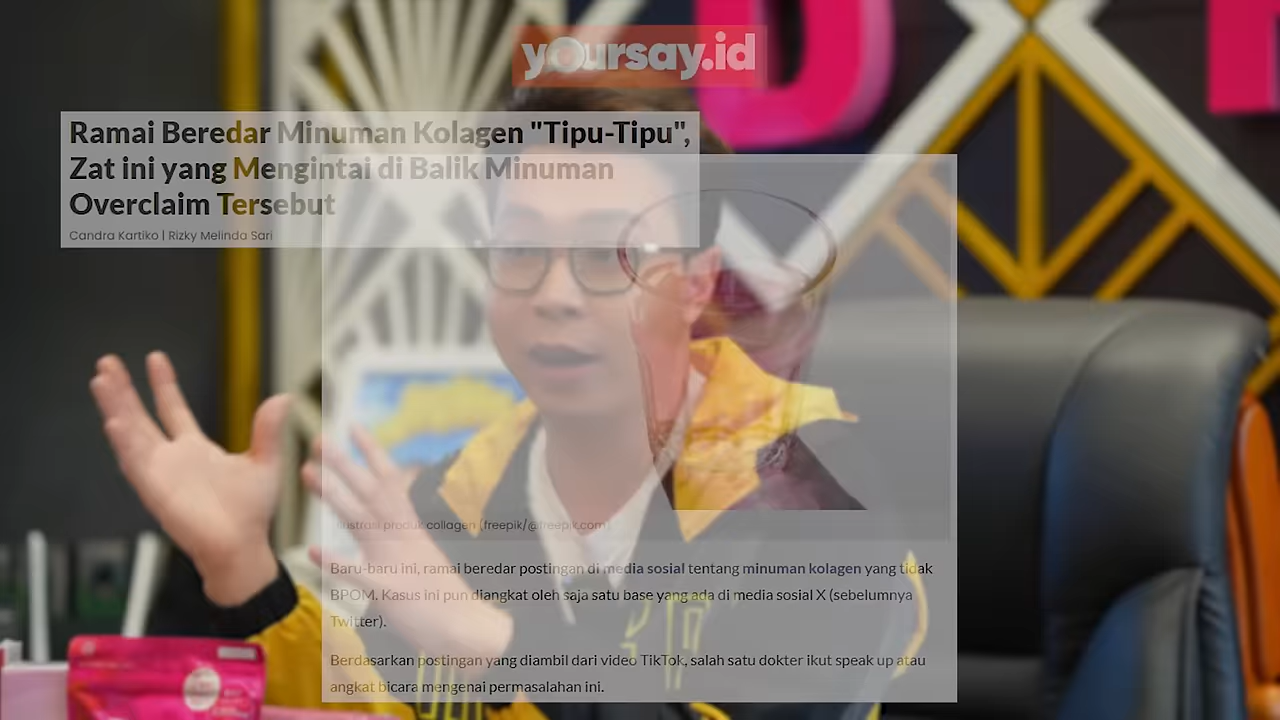 yoursay.id
Ramai Beredar Minuman Kolagen "Tipu-Tipu",
Zat ini yang Mengintai di Balik Minuman
Overclaim Tersebut
Candra Kartiko | Rizky Melinda Sari
Ilustrasi produk collagen (freepik/@freepik.com)
Baru-baru ini, ramai beredar postingan di media sosial tentang minuman kolagen yang tidak
BPOM. Kasus ini pun diangkat oleh saja satu base yang ada di media sosial X (sebelumnya
Twitter).
Berdasarkan postingan yang diambil dari video TikTok, salah satu dokter ikut speak up atau
angkat bicara mengenai permasalahan ini.